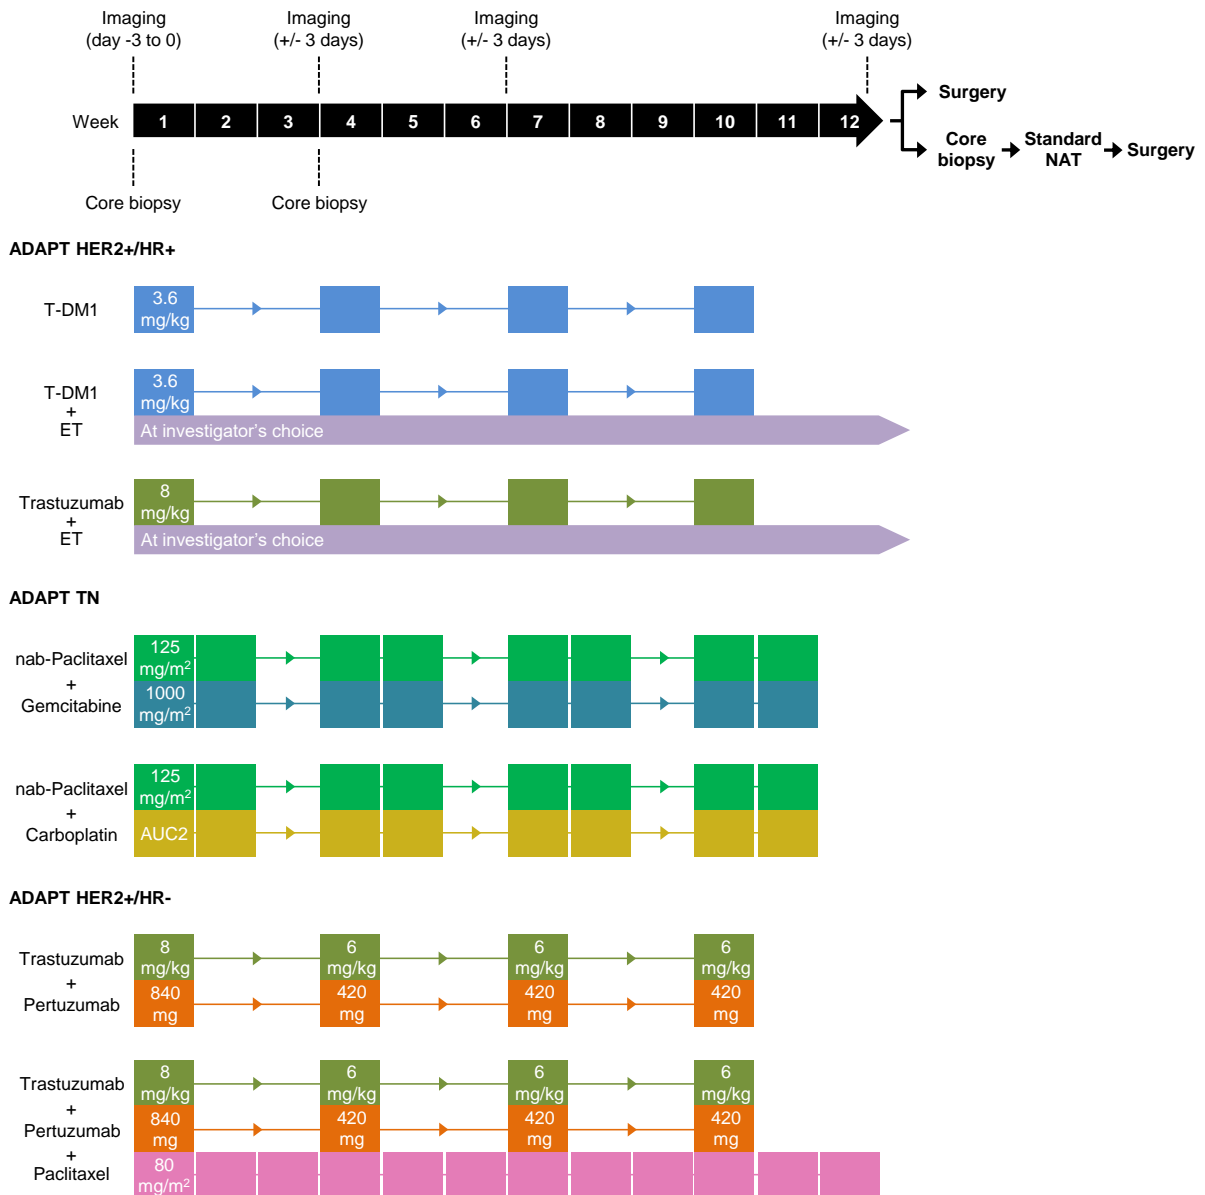 Imaging
(day -3 to 0)
Imaging
(+/- 3 days)
Imaging
(+/- 3 days)
Imaging
(+/- 3 days)
Week 1 2 3 4 5 6 7 8 9 10 11 12
Surgery
Core
biopsy
Standard
NAT
Surgery
Core biopsy
Core biopsy
ADAPT HER2+/HR+
T-DM1
3.6
mg/kg
T-DM1
+
ET
3.6
mg/kg
At investigator's choice
Trastuzumab
+
ET
8
mg/kg
At investigator's choice
ADAPT TN
nab-Paclitaxel
+
Gemcitabine
125
mg/m²
1000
mg/m²
nab-Paclitaxel
+
Carboplatin
125
mg/m²
AUC2
ADAPT HER2+/HR-
Trastuzumab
+
Pertuzumab
8
mg/kg
6
mg/kg
6
mg/kg
6
mg/kg
840
mg
420
mg
420
mg
420
mg
Trastuzumab
+
Pertuzumab
+
Paclitaxel
8
mg/kg
6
mg/kg
6
mg/kg
6
mg/kg
840
mg
420
mg
420
mg
420
mg
80
mg/m²